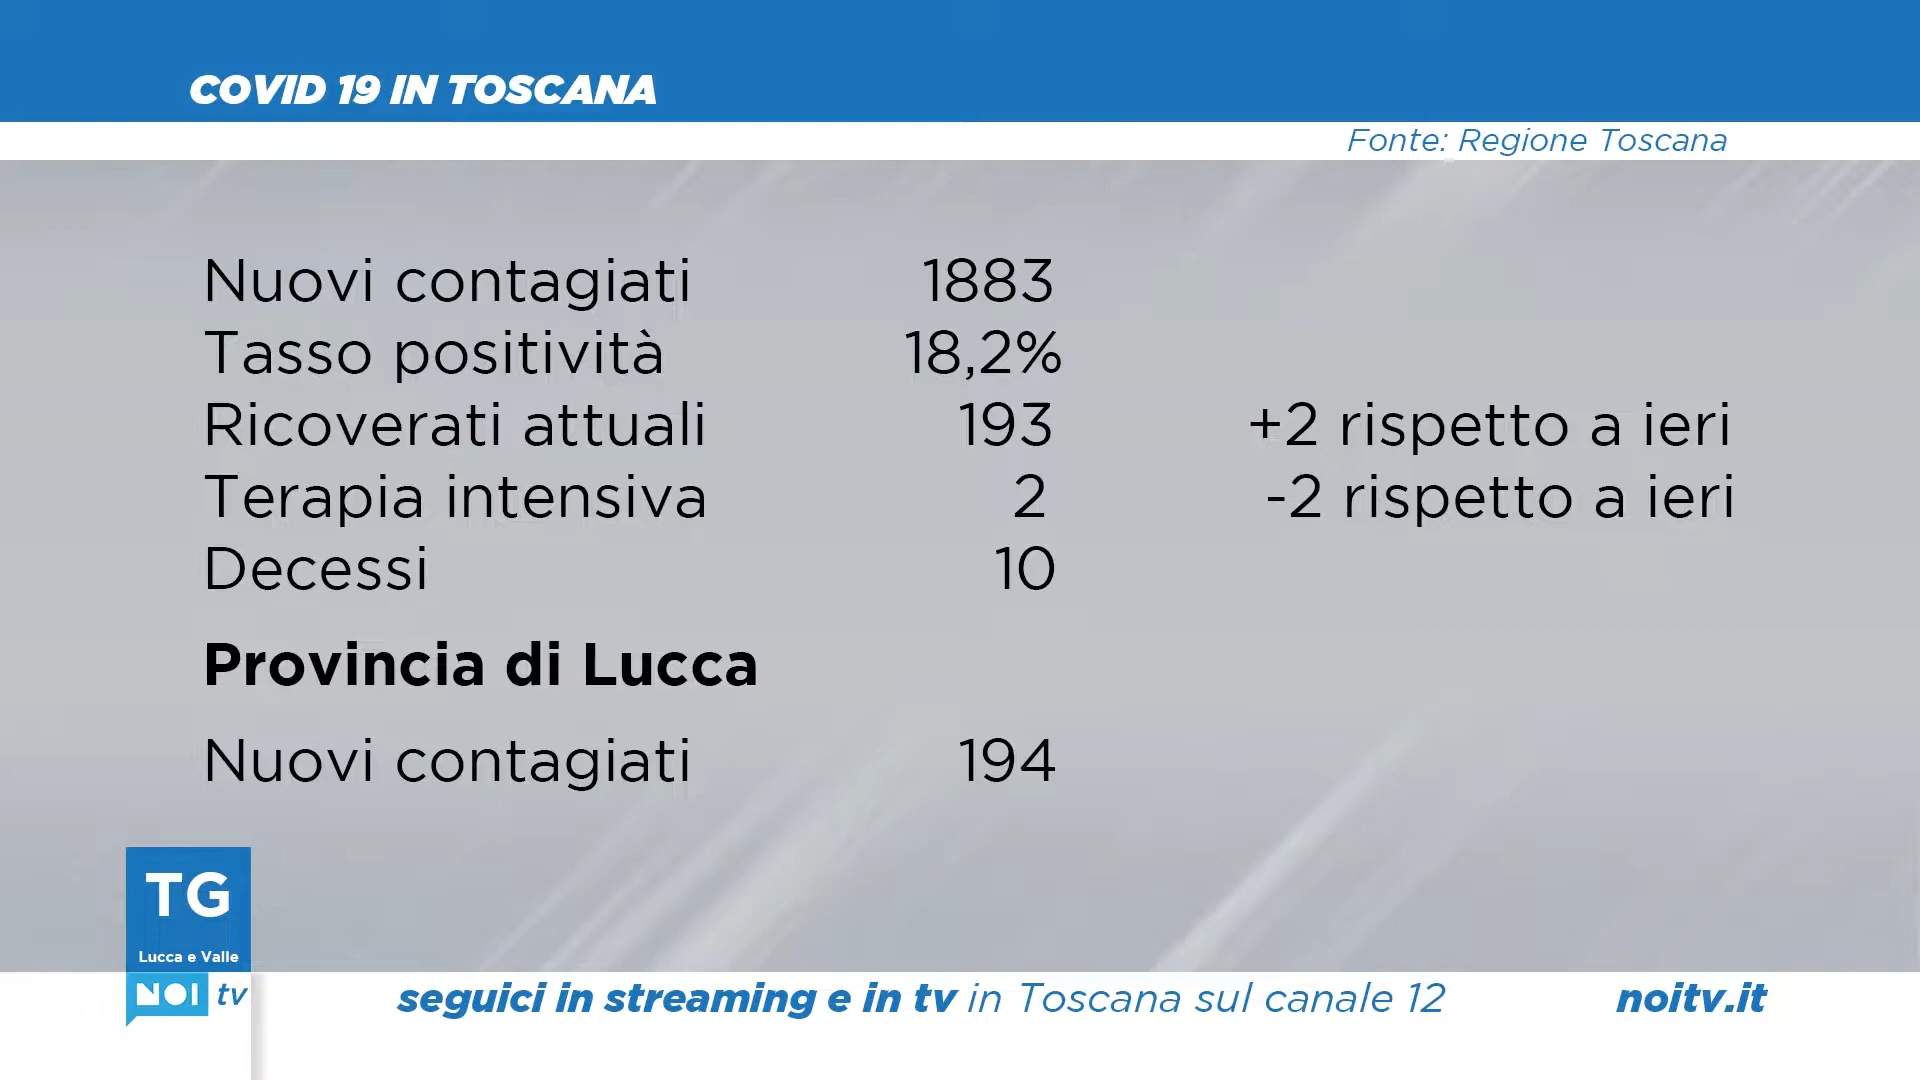 COVID 19 IN TOSCANA
Fonte: Regione Toscana
Nuovi contagiati 1883
Tasso positività 18,2%
Ricoverati attuali 193 +2 rispetto a ieri
Terapia intensiva 2 -2 rispetto a ieri
Decessi 10
Provincia di Lucca
Nuovi contagiati 194
TG
Lucca e Valle
NOI tv
seguici in streaming e in tv in Toscana sul canale 12
noitv.it